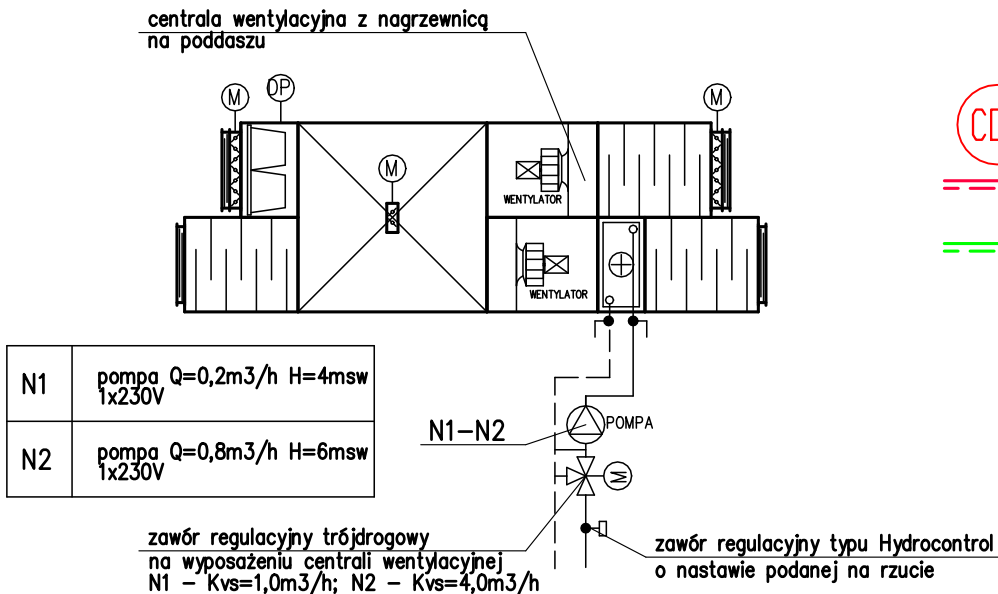 centrala wentylacyjna z nagrzewnicą
na poddaszu
M
DP
M
M
CD
WENTYLATOR
WENTYLATOR
N1
pompa Q=0,2m3/h H=4msw
1x230V
N2
pompa Q=0,8m3/h H=6msw
1x230V
N1-N2
POMPA
M
zawór regulacyjny trójdrogowy
na wyposażeniu centrali wentylacyjnej
N1 - Kvs=1,0m3/h; N2 - Kvs=4,0m3/h
zawór regulacyjny typu Hydrocontrol
o nastawie podanej na rzucie